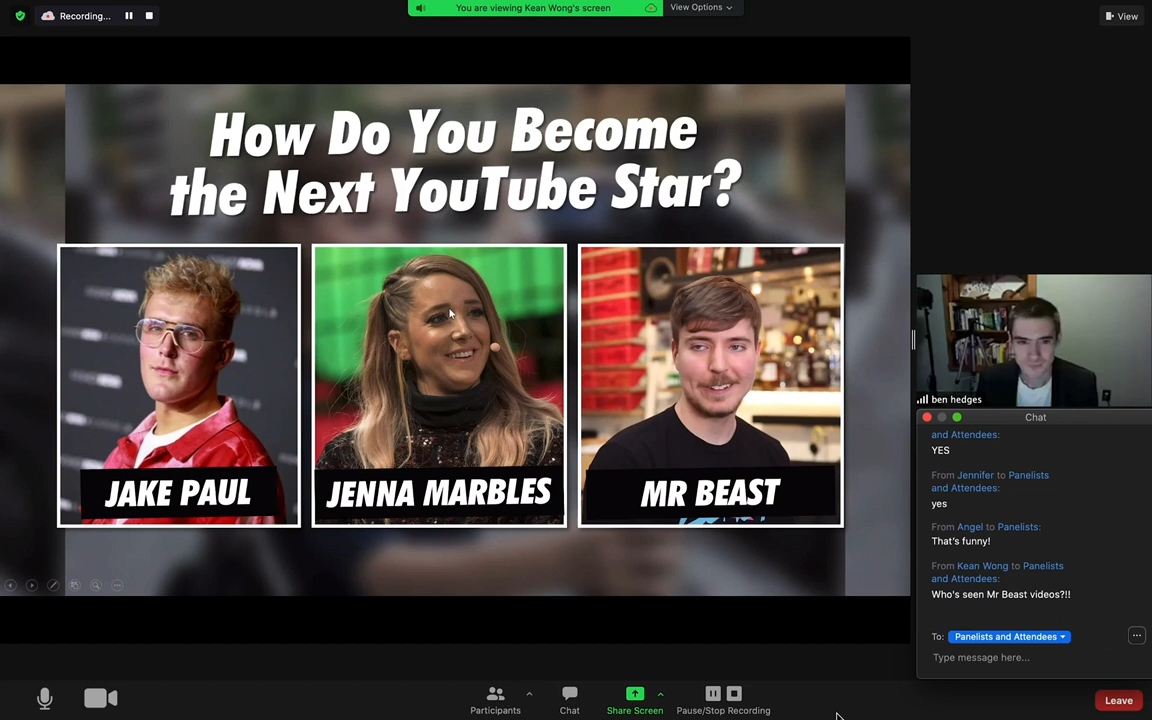 Recording...
You are viewing Kean Wong's screen
View Options
View
How Do You Become
the Next YouTube Star?
JAKE PAUL
JENNA MARBLES
MR BEAST
ben hedges
Chat
and Attendees:
YES
From Jennifer to Panelists
and Attendees:
yes
From Angel to Panelists:
That's funny!
From Kean Wong to Panelists
and Attendees:
Who's seen Mr Beast videos?!!
To: Panelists and Attendees
Type message here...
Participants
Chat
Share Screen
Pause/Stop Recording
Leave